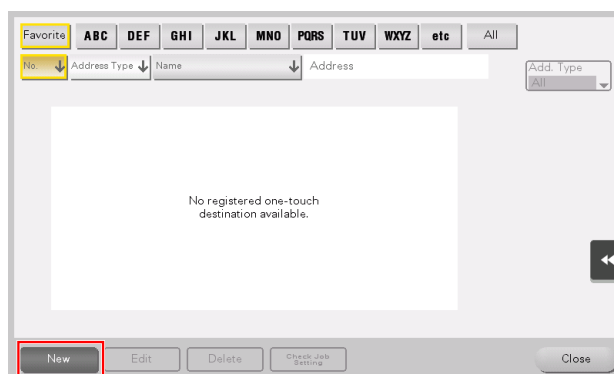 Favorite ABC DEF GHI JKL MNO PQRS TUV WXYZ etc All
No. Address Type Name Address Add. Type
All
No registered one-touch
destination available.
New Edit Delete Check Job Close
Setting